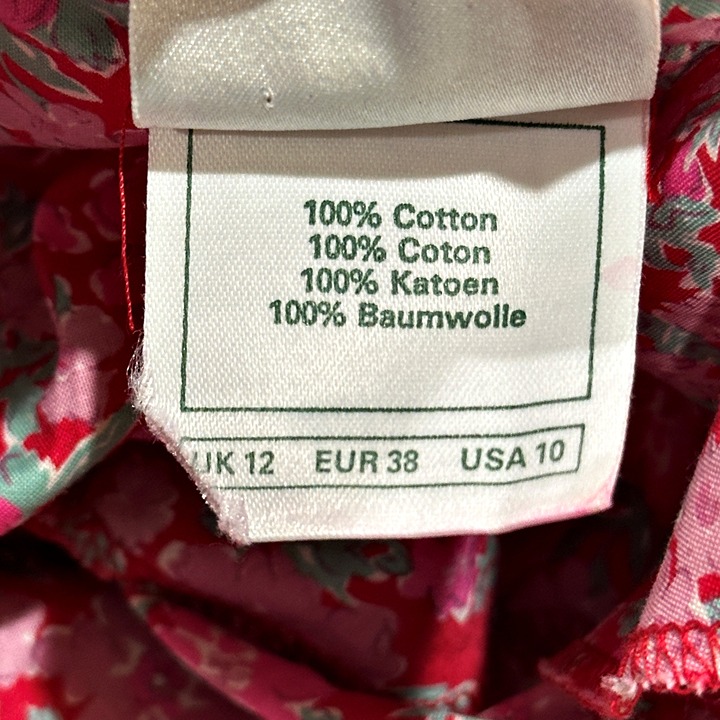 100% Cotton
100% Coton
100% Katoen
100% Baumwolle
UK 12 EUR 38 USA 10